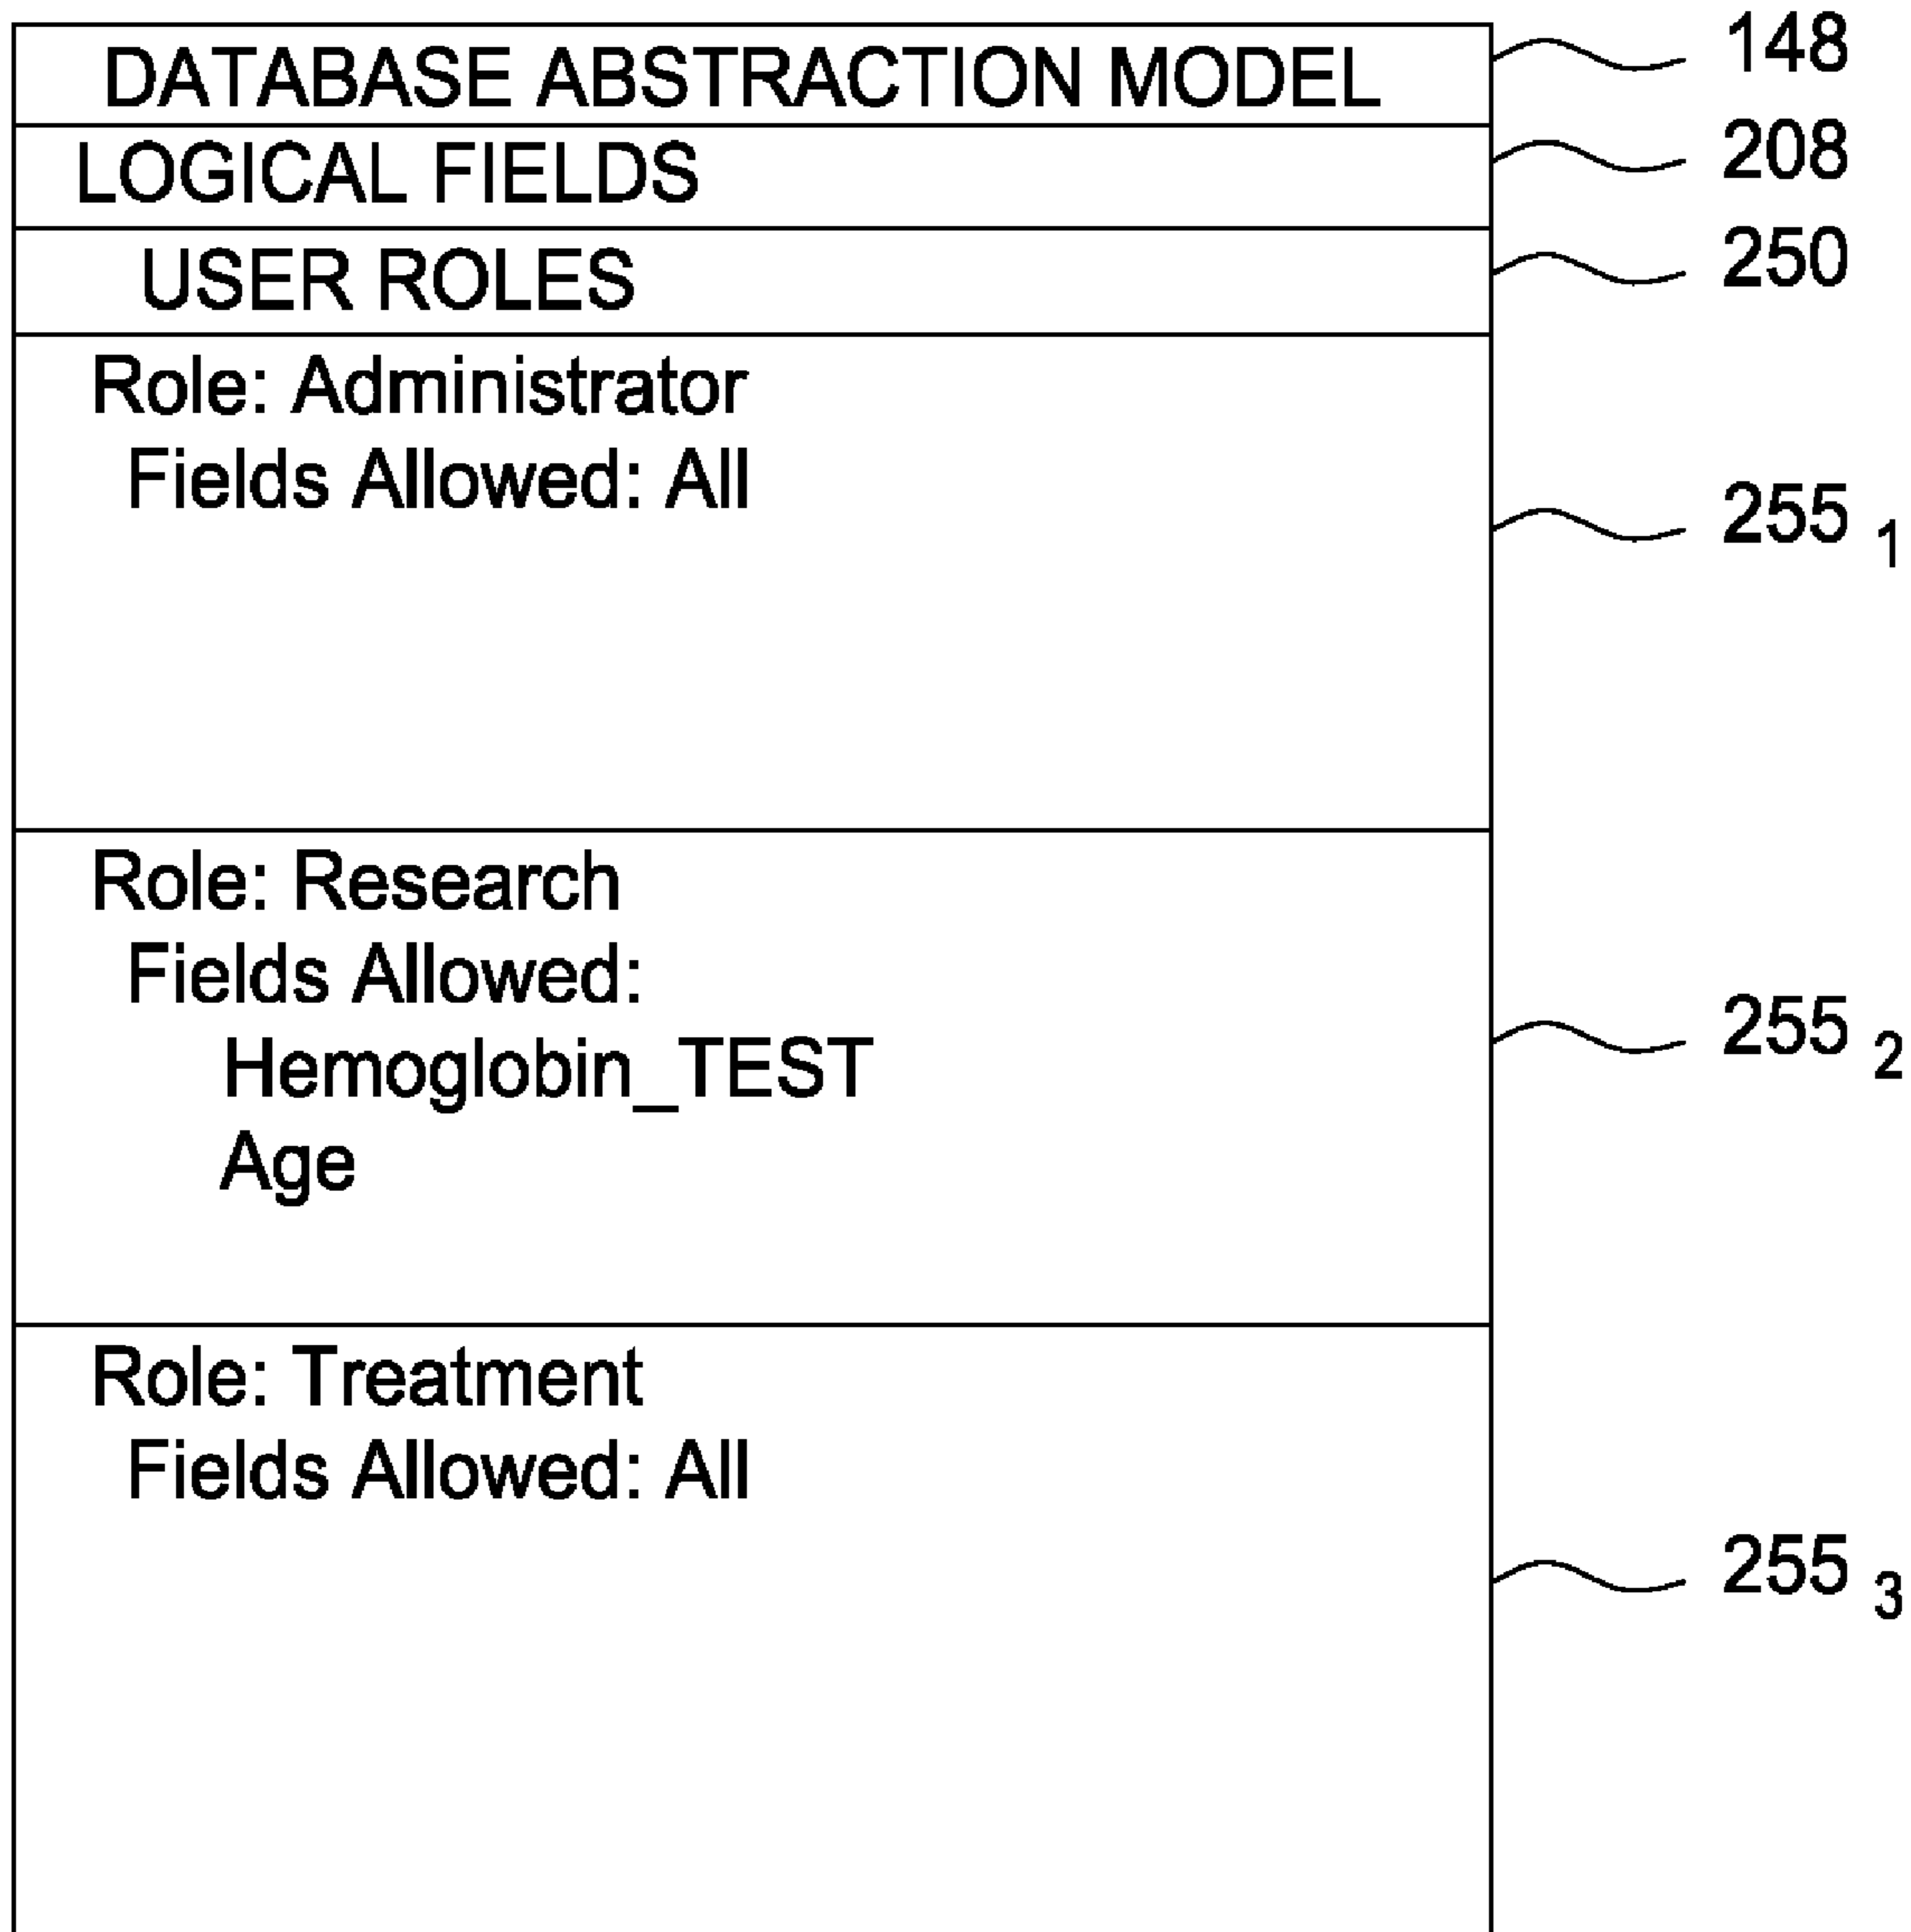 DATABASE ABSTRACTION MODEL 148
LOGICAL FIELDS 208
USER ROLES 250
Role: Administrator
Fields Allowed: All
255 1
Role: Research
Fields Allowed:
Hemoglobin_TEST
255 2
Age
Role: Treatment
Fields Allowed: All
255 3